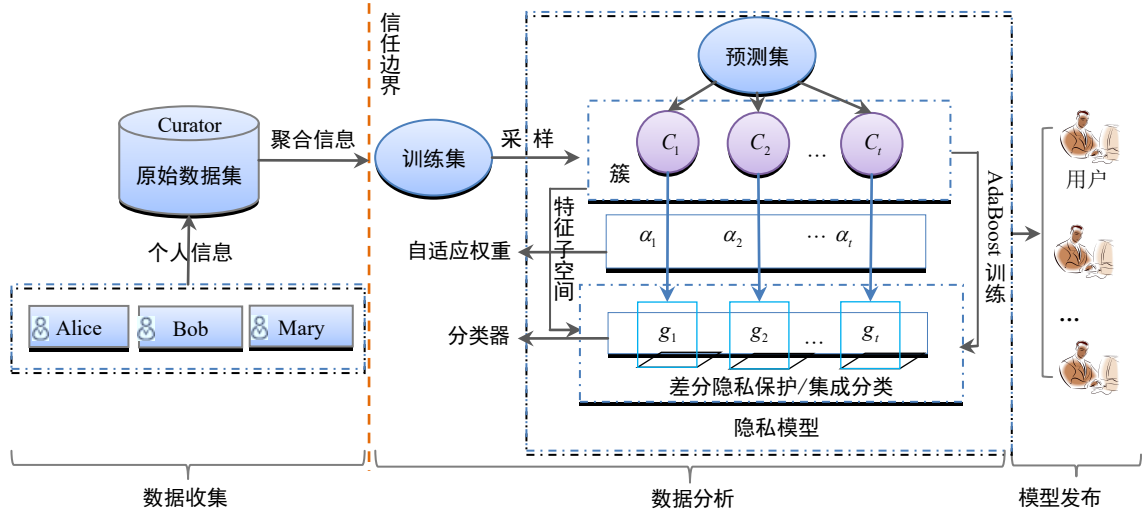 信任边界
预测集
Curator
原始数据集
聚合信息
训练集
采 样
C1
C2
...
Ct
簇
用户
个人信息
特征子空间
AdaBoost 训练
自适应权重
α1
α2
... αt
Alice
Bob
Mary
分类器
g1
g2
...
gt
...
差分隐私保护/集成分类
隐私模型
数据收集
数据分析
模型发布